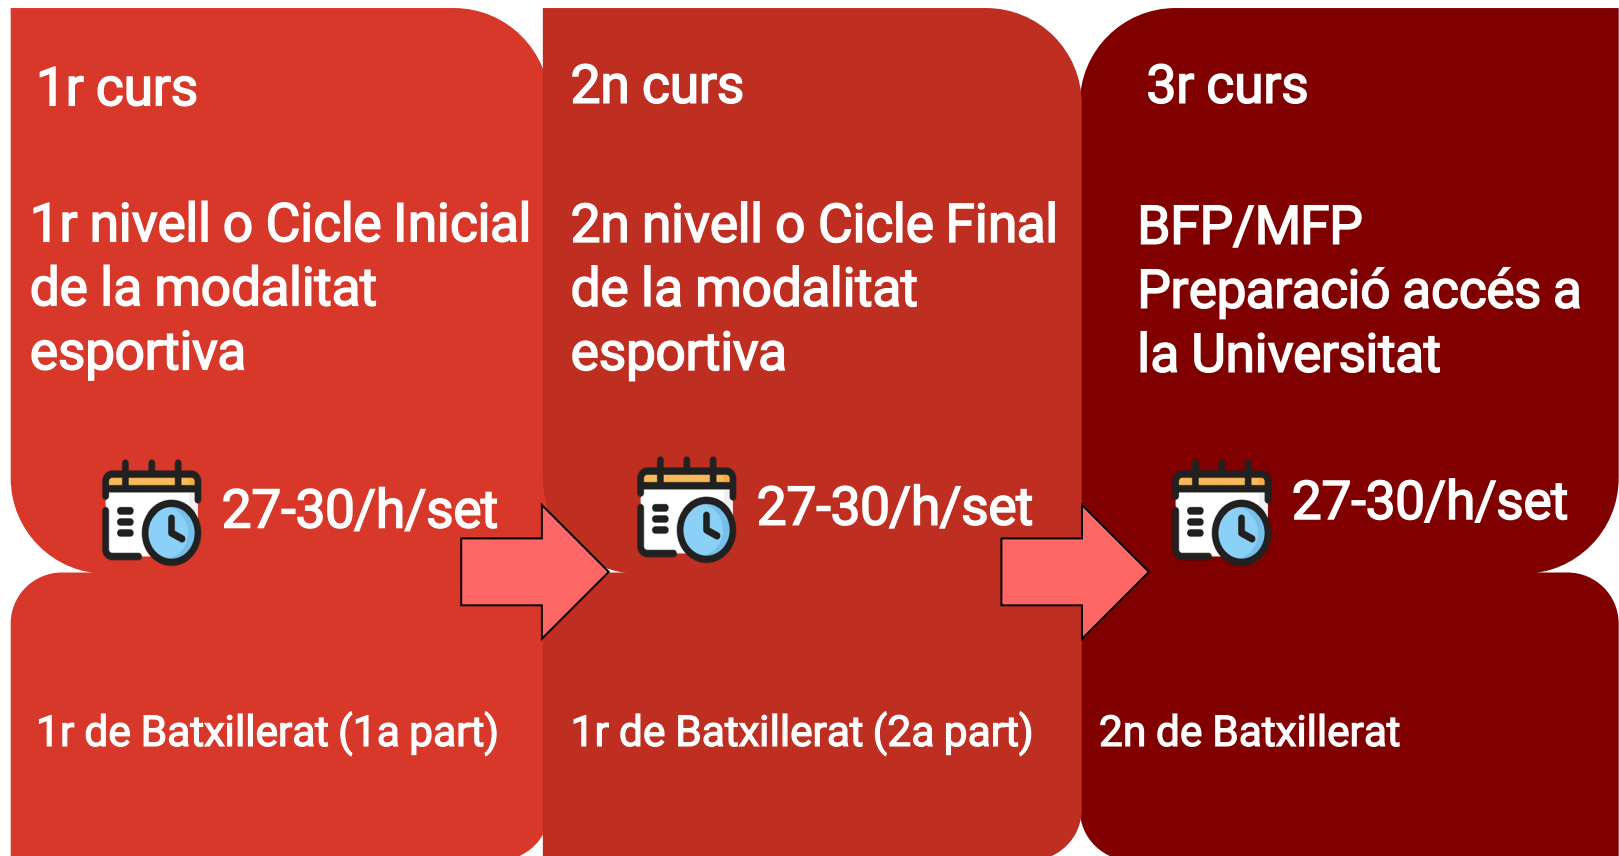 1r curs
1r nivell o Cicle Inicial
de la modalitat
esportiva
27-30/h/set
1r de Batxillerat (1a part)
2n curs
2n nivell o Cicle Final
de la modalitat
esportiva
27-30/h/set
1r de Batxillerat (2a part)
3r curs
BFP/MFP
Preparació accés a
la Universitat
27-30/h/set
2n de Batxillerat